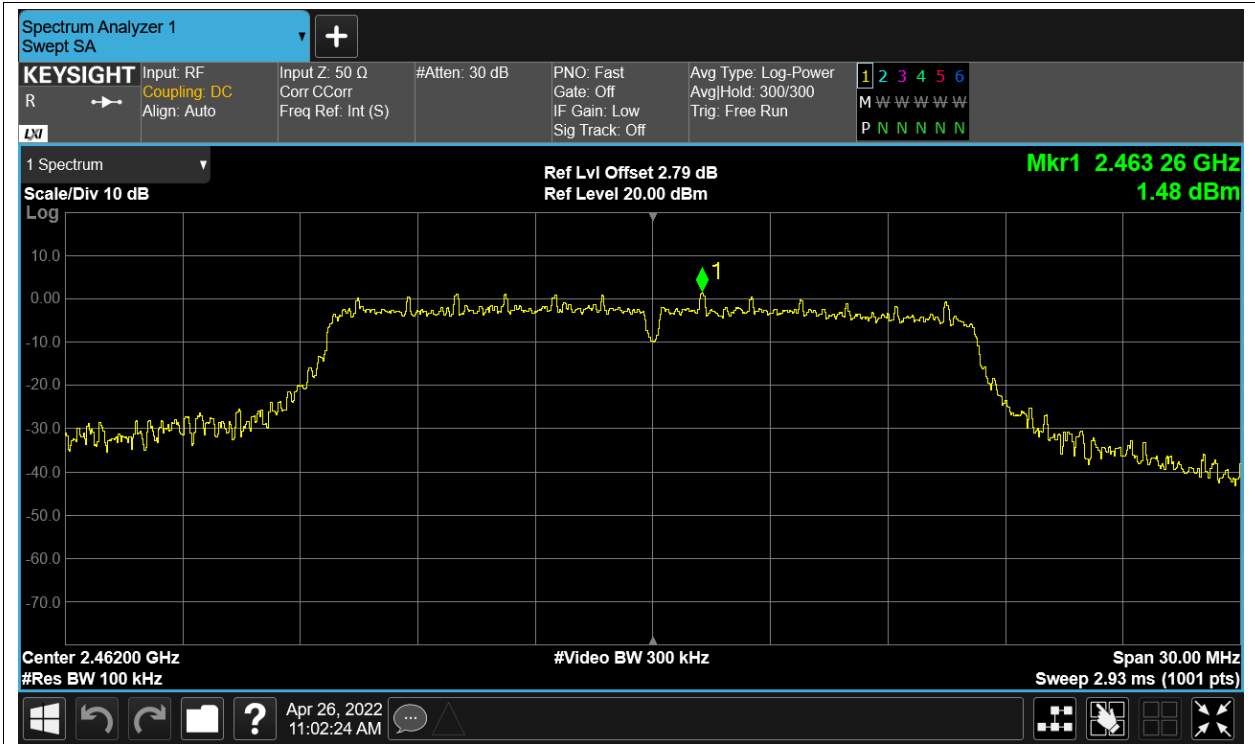 Spectrum Analyzer 1
Swept SA
+
KEYSIGHT
R
LXI
Input: RF
Coupling: DC
Align: Auto
Input Z: 50 Ω
Corr CCorr
Freq Ref: Int (S)
#Atten: 30 dB
PNO: Fast
Gate: Off
IF Gain: Low
Sig Track: Off
Avg Type: Log-Power
Avg|Hold: 300/300
Trig: Free Run
1 2 3 4 5 6
M W W W W W
P N N N N N
1 Spectrum
Scale/Div 10 dB
Log
Ref Lvl Offset 2.79 dB
Ref Level 20.00 dBm
Mkr1 2.463 26 GHz
1.48 dBm
1
10.0
0.00
-10.0
-20.0
-30.0
-40.0
-50.0
-60.0
-70.0
Center 2.46200 GHz
#Res BW 100 kHz
#Video BW 300 kHz
Span 30.00 MHz
Sweep 2.93 ms (1001 pts)
?
Apr 26, 2022
11:02:24 AM